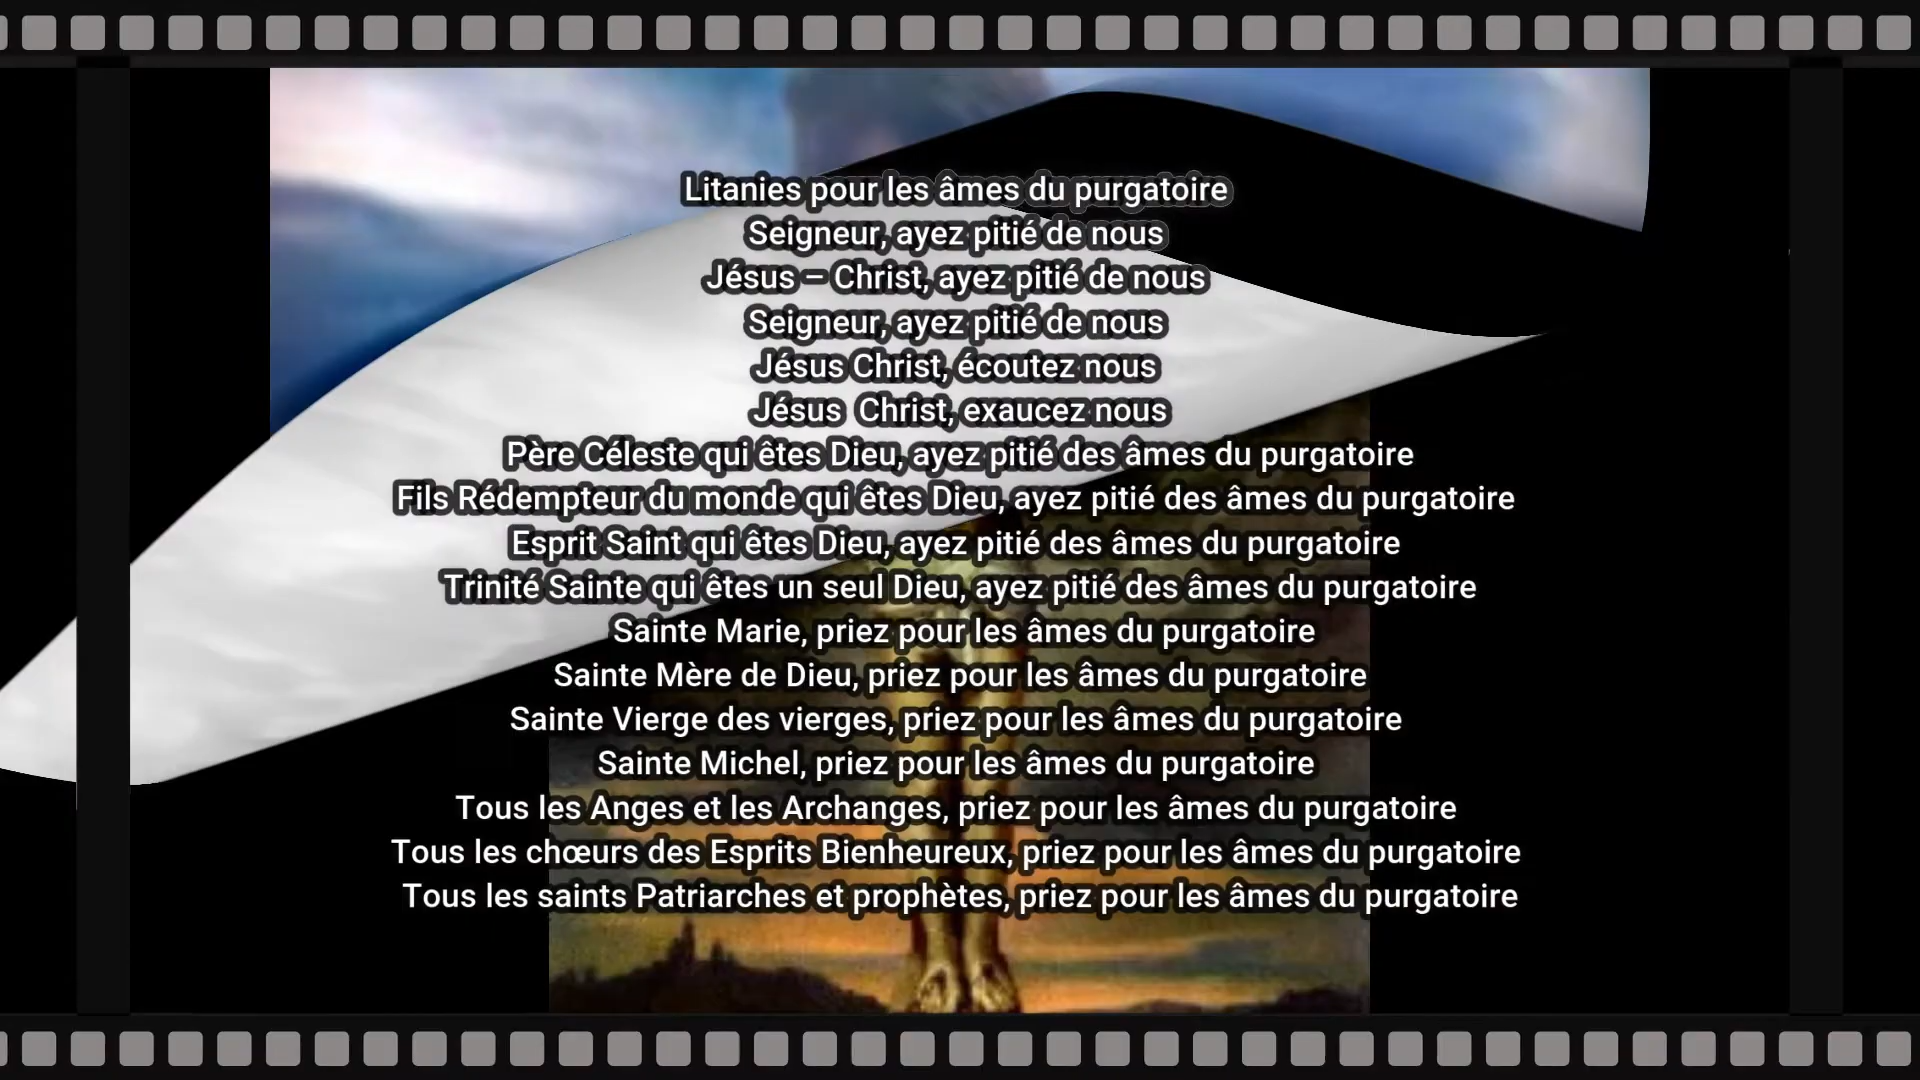 Litanies pour les âmes du purgatoire
Seigneur, ayez pitié de nous
Jésus – Christ, ayez pitié de nous
Seigneur, ayez pitié de nous
Jésus Christ, écoutez nous
Jésus  Christ, exaucez nous
Père Céleste qui êtes Dieu, ayez pitié des âmes du purgatoire
Fils Rédempteur du monde qui êtes Dieu, ayez pitié des âmes du purgatoire
Esprit Saint qui êtes Dieu, ayez pitié des âmes du purgatoire
Trinité Sainte qui êtes un seul Dieu, ayez pitié des âmes du purgatoire
Sainte Marie, priez pour les âmes du purgatoire
Sainte Mère de Dieu, priez pour les âmes du purgatoire
Sainte Vierge des vierges, priez pour les âmes du purgatoire
Sainte Michel, priez pour les âmes du purgatoire
Tous les Anges et les Archanges, priez pour les âmes du purgatoire
Tous les chœurs des Esprits Bienheureux, priez pour les âmes du purgatoire
Tous les saints Patriarches et prophètes, priez pour les âmes du purgatoire